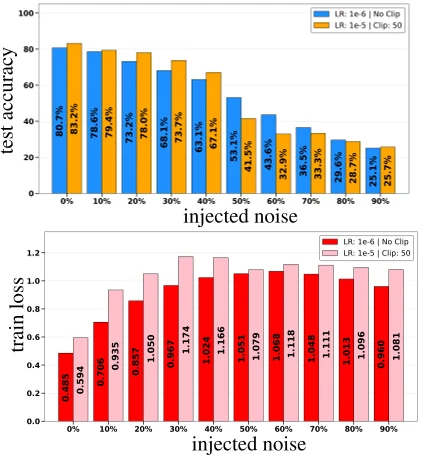 100
80
60
40
20
0
test accuracy
LR: 1e-6 | No Clip
LR: 1e-5 | Clip: 50
80.7% 83.2% 78.6% 79.4% 73.2% 78.0% 68.1% 73.7% 63.1% 67.1% 53.1% 41.5% 43.6% 32.9% 36.5% 33.3% 29.6% 28.7% 25.1% 25.7%
0% 10% 20% 30% 40% 50% 60% 70% 80% 90%
injected noise
1.2
1.0
0.8
0.6
0.4
0.2
0.0
train loss
LR: 1e-6 | No Clip
LR: 1e-5 | Clip: 50
0.485 0.594 0.706 0.935 0.857 1.050 0.967 1.174 1.024 1.166 1.051 1.079 1.068 1.118 1.048 1.111 1.013 1.096 0.960 1.081
0% 10% 20% 30% 40% 50% 60% 70% 80% 90%
injected noise